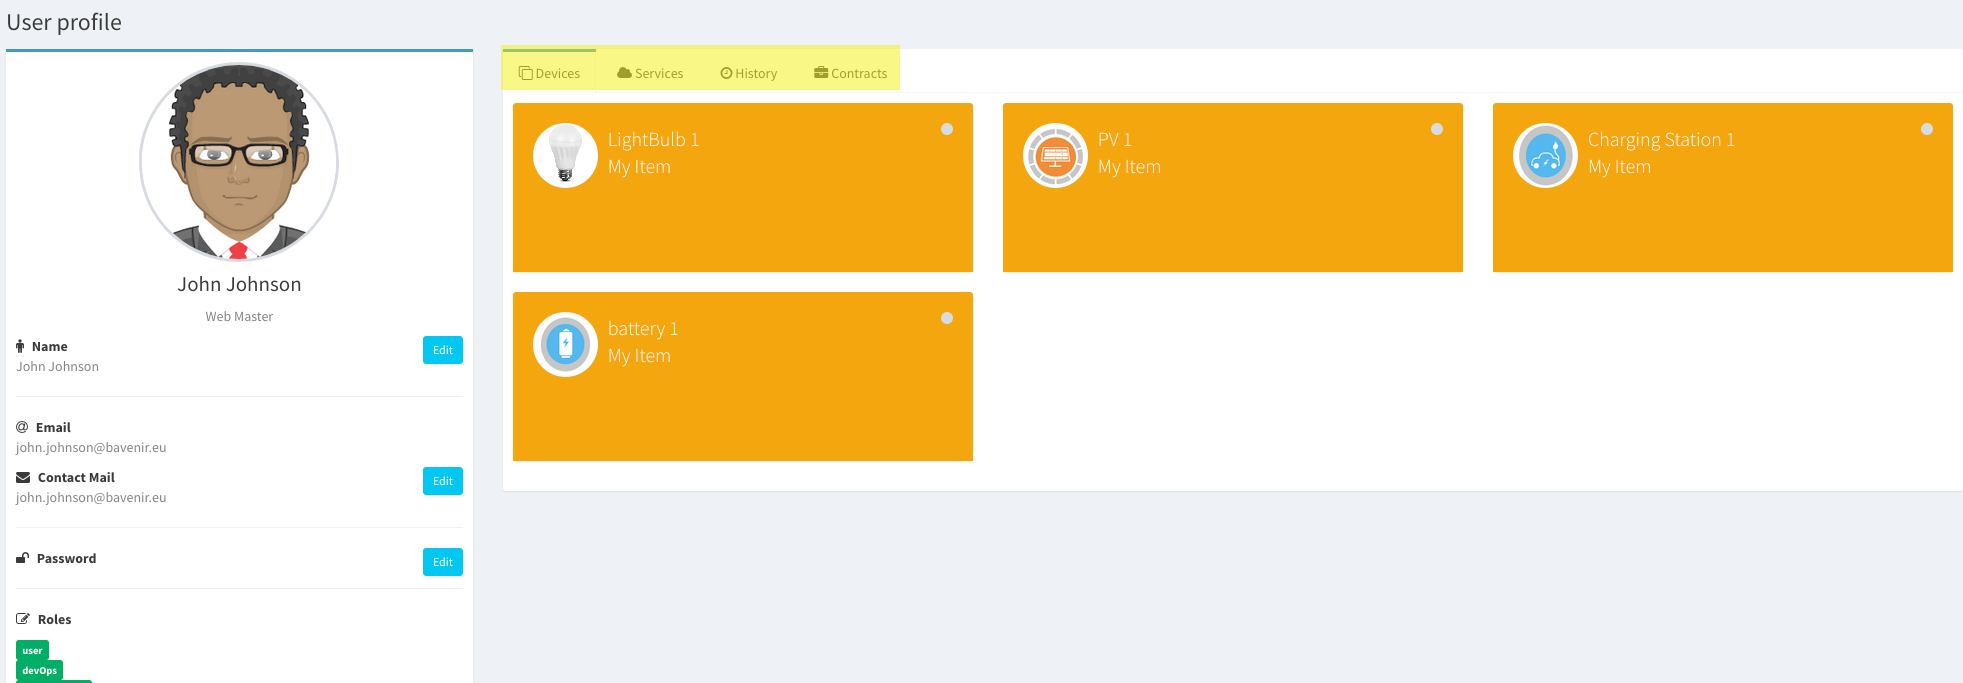 User profile
John Johnson
Web Master
Name
Edit
John Johnson
Email
john.johnson@bavenir.eu
Contact Mail
Edit
john.johnson@bavenir.eu
Password
Edit
Roles
user
devOps
Devices Services History Contracts
LightBulb 1
My Item
PV 1
My Item
Charging Station 1
My Item
battery 1
My Item